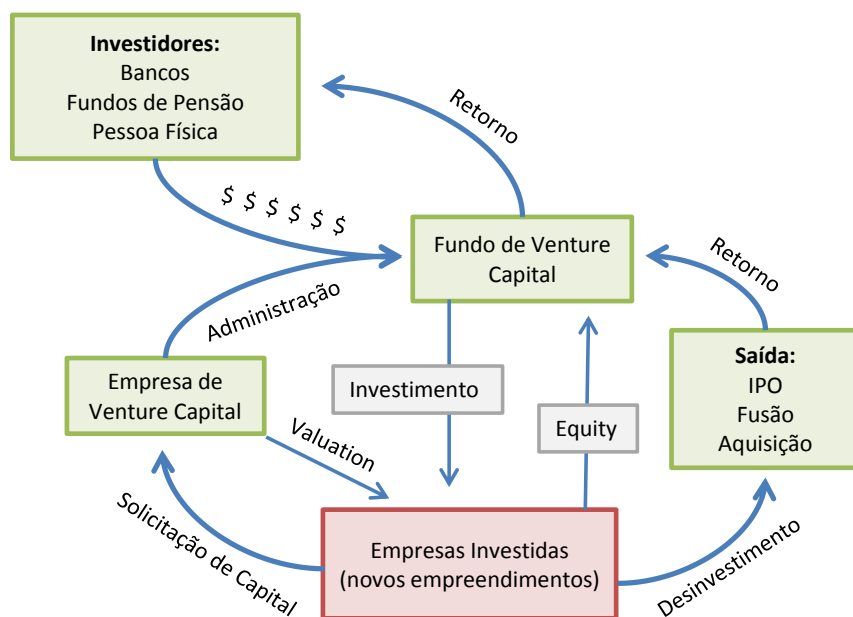 Investidores:
Bancos
Fundos de Pensão
Pessoa Física
Retorno
$ $ $ $ $ $
Fundo de Venture
Capital
Retorno
Administração
Saída:
IPO
Fusão
Aquisição
Empresa de
Venture Capital
Investimento
Equity
Valuation
Solicitação de Capital
Empresas Investidas
(novos empreendimentos)
Desinvestimento